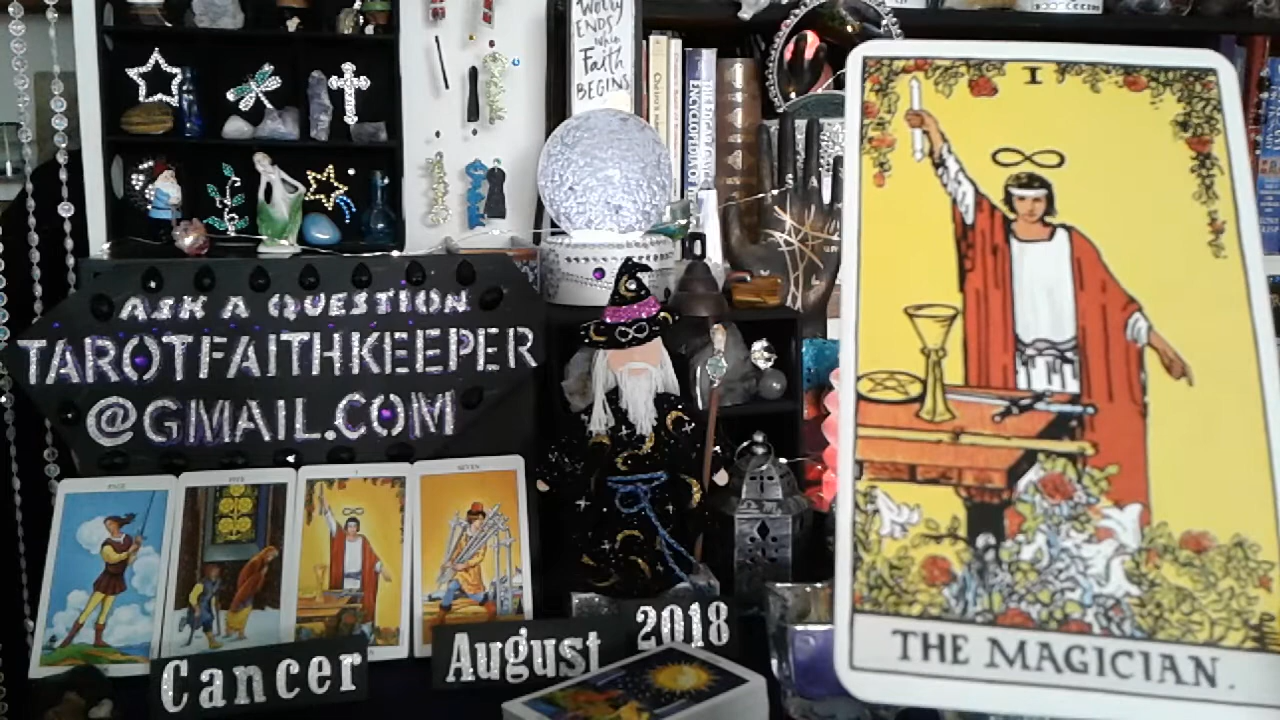 Worry
ENDS
when
Faith
BEGINS
ENCYCLOPEDIA OF
I
ASK A QUESTION
TAROTFAITHKEEPER
@GMAIL.COM
PAGE
FIVE
I
SEVEN
Cancer
August 2018
THE MAGICIAN.